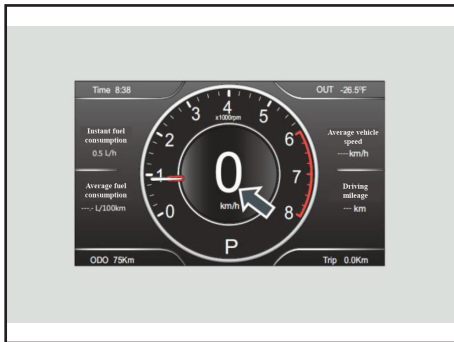 Time 8:38
OUT -26.5°F
Instant fuel
consumption
0.5 L/h
Average fuel
consumption
---.- L/100km
0
1
2
3
4
5
6
7
8
x1000rpm
0
km/h
P
Average vehicle
speed
----km/h
Driving
mileage
--- km
ODO 75Km
Trip 0.0Km